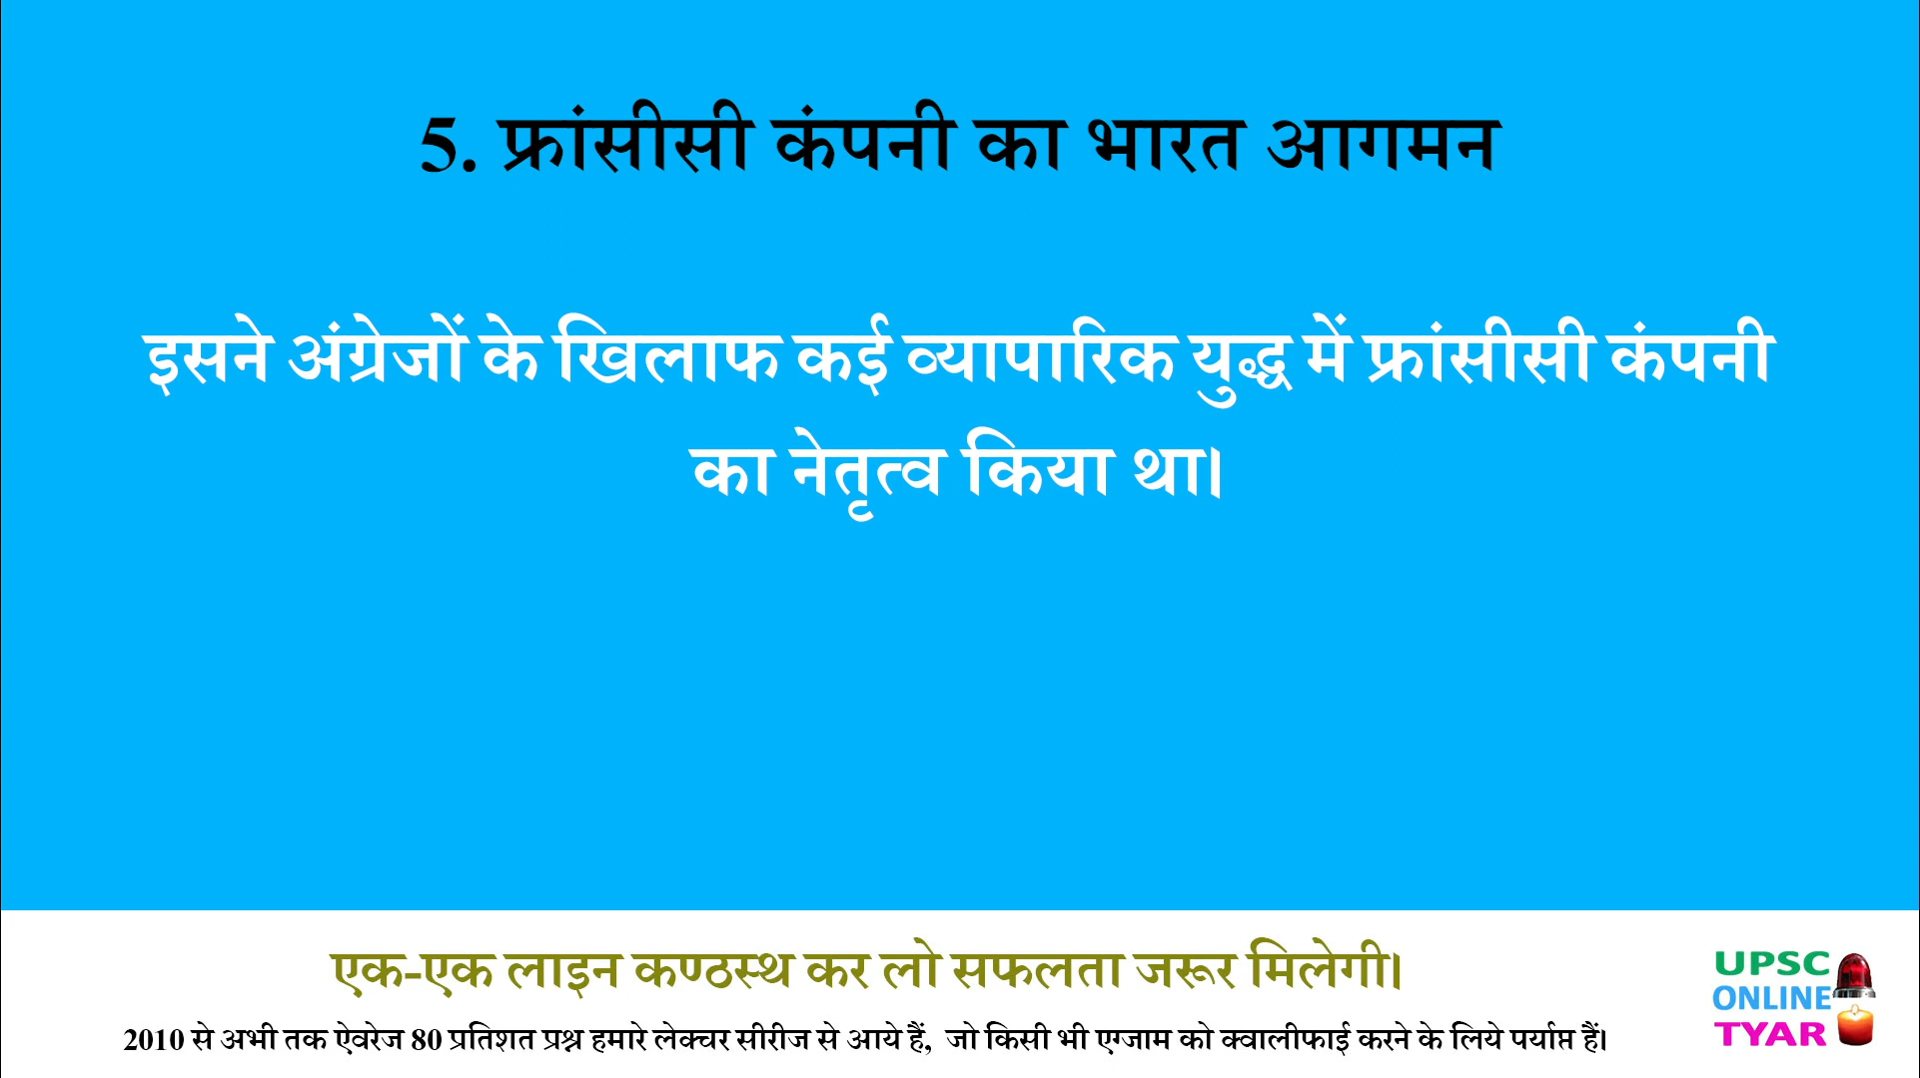 5. फ्रांसीसी कंपनी का भारत आगमन
इसने अंग्रेजों के खिलाफ कई व्यापारिक युद्ध में फ्रांसीसी कंपनी
का नेतृत्व किया था।
एक-एक लाइन कण्ठस्थ कर लो सफलता जरूर मिलेगी।
2010 से अभी तक ऐवरेज 80 प्रतिशत प्रश्न हमारे लेक्चर सीरीज से आये हैं, जो किसी भी एग्जाम को क्वालीफाई करने के लिये पर्याप्त हैं।
UPSC
ONLINE
TYAR